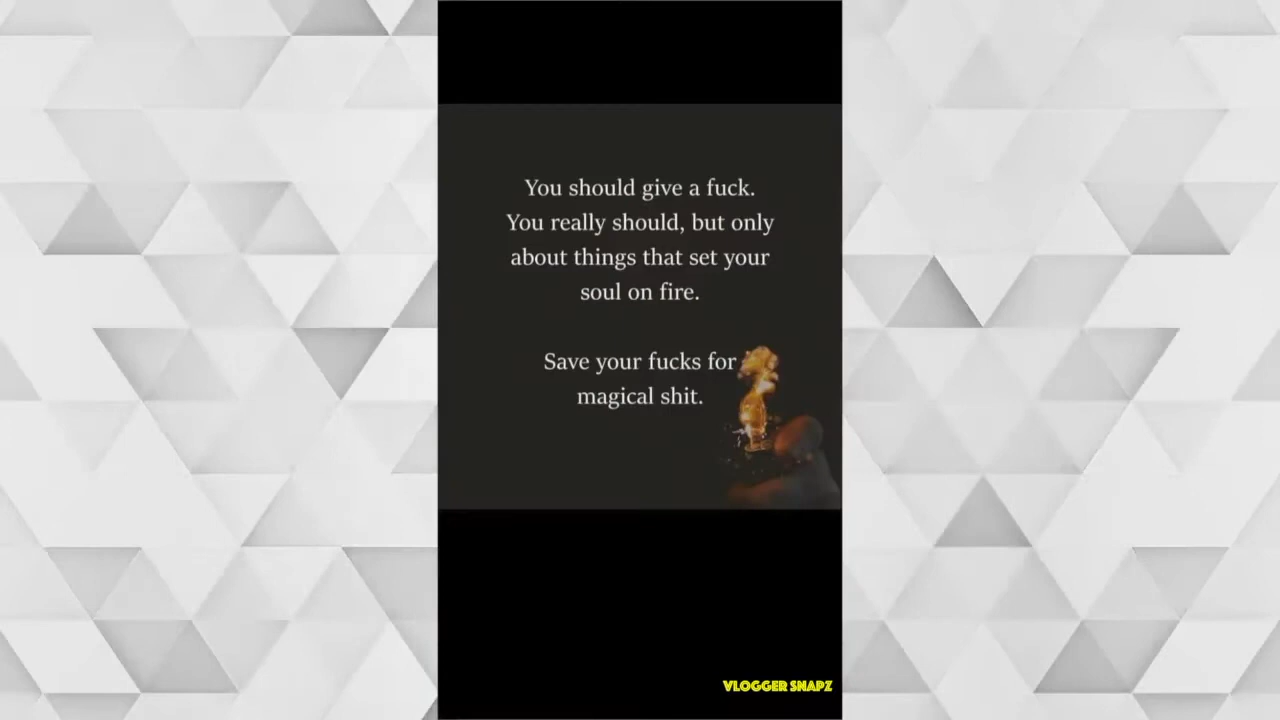 You should give a fuck.
You really should, but only
about things that set your
soul on fire.
Save your fucks for
magical shit.
VLOGGER SNAPZ